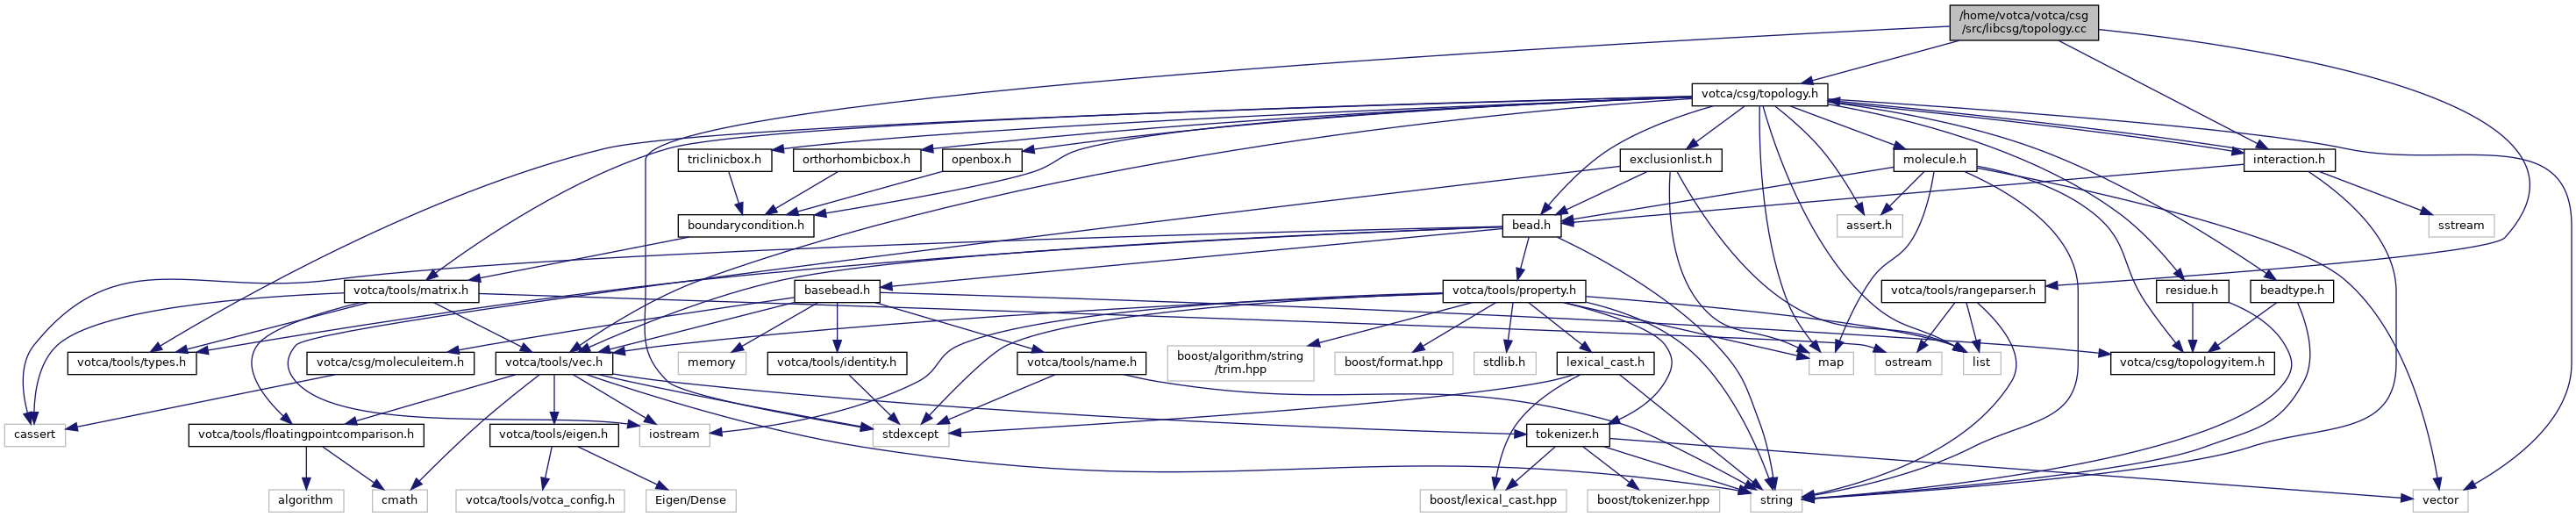 /home/votca/votca/csg
/src/libcsg/topology.cc
votca/csg/topology.h
triclinicbox.h
orthorhombicbox.h
openbox.h
exclusionlist.h
molecule.h
interaction.h
boundarycondition.h
bead.h
assert.h
sstream
votca/tools/matrix.h
basebead.h
votca/tools/property.h
votca/tools/rangeparser.h
residue.h
beadtype.h
votca/tools/types.h
votca/csg/moleculeitem.h
votca/tools/vec.h
memory
votca/tools/identity.h
votca/tools/name.h
boost/algorithm/string
/trim.hpp
boost/format.hpp
stdlib.h
lexical_cast.h
map
ostream
list
votca/csg/topologyitem.h
cassert
votca/tools/floatingpointcomparison.h
votca/tools/eigen.h
iostream
stdexcept
tokenizer.h
algorithm
cmath
votca/tools/votca_config.h
Eigen/Dense
boost/lexical_cast.hpp
boost/tokenizer.hpp
string
vector